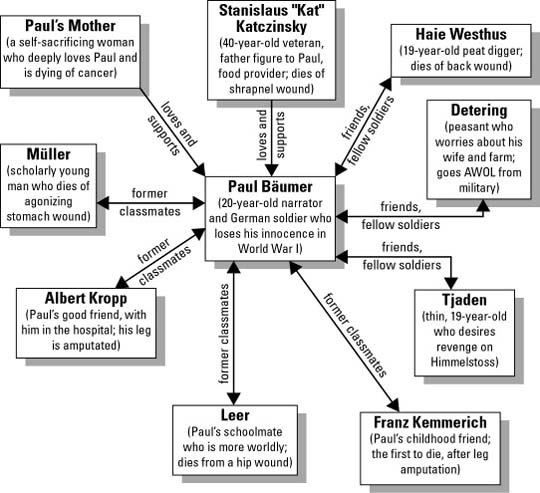 Paul's Mother
(a self-sacrificing woman
who deeply loves Paul and
is dying of cancer)
Stanislaus "Kat"
Katczinsky
(40-year-old veteran,
father figure to Paul,
food provider; dies of
shrapnel wound)
Haie Westhus
(19-year-old peat digger;
dies of back wound)
loves and
supports
loves and
supports
friends,
fellow soldiers
Detering
(peasant who
worries about his
wife and farm;
goes AWOL from
military)
Müller
(scholarly young
man who dies of
agonizing
stomach wound)
former
classmates
Paul Bäumer
(20-year-old narrator
and German soldier who
loses his innocence in
World War I)
friends,
fellow soldiers
friends,
fellow soldiers
former
classmates
Albert Kropp
(Paul's good friend, with
him in the hospital; his leg
is amputated)
former classmates
former classmates
Tjaden
(thin, 19-year-old
who desires
revenge on
Himmelstoss)
Leer
(Paul's schoolmate
who is more worldly;
dies from a hip wound)
Franz Kemmerich
(Paul's childhood friend;
the first to die, after leg
amputation)